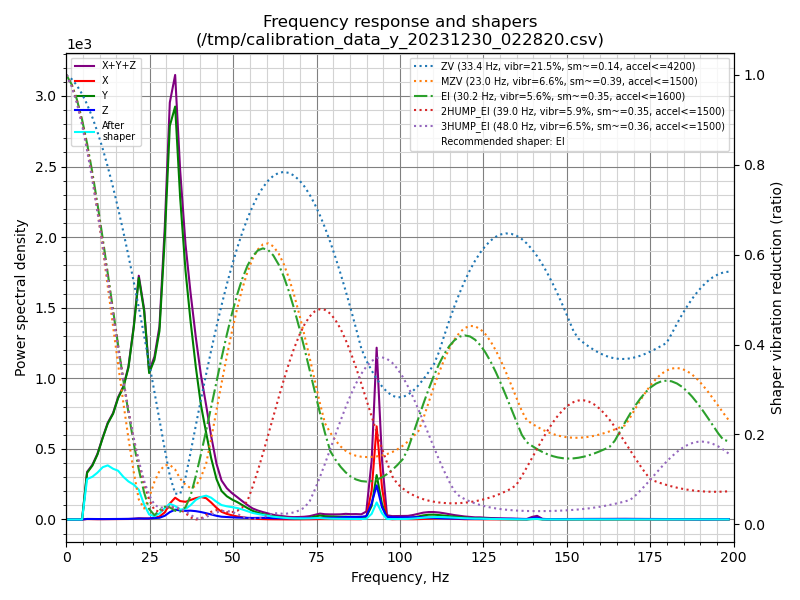 Frequency response and shapers
(/tmp/calibration_data_y_20231230_022820.csv)
1e3
X+Y+Z
X
Y
Z
After
shaper
ZV (33.4 Hz, vibr=21.5%, sm~=0.14, accel<=4200)
MZV (23.0 Hz, vibr=6.6%, sm~=0.39, accel<=1500)
EI (30.2 Hz, vibr=5.6%, sm~=0.35, accel<=1600)
2HUMP_EI (39.0 Hz, vibr=5.9%, sm~=0.35, accel<=1500)
3HUMP_EI (48.0 Hz, vibr=6.5%, sm~=0.36, accel<=1500)
Recommended shaper: EI
Power spectral density
3.0
2.5
2.0
1.5
1.0
0.5
0.0
1.0
0.8
0.6
0.4
0.2
0.0
Shaper vibration reduction (ratio)
0 25 50 75 100 125 150 175 200
Frequency, Hz